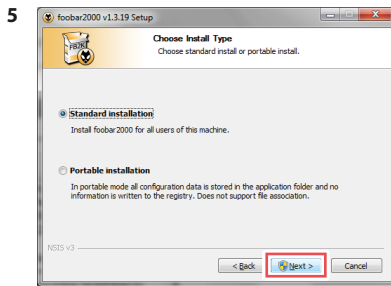 5
foobar2000 v1.3.19 Setup
FB2K
Choose Install Type
Choose standard install or portable install.
Standard installation
Install foobar2000 for all users of this machine.
Portable installation
In portable mode all configuration data is stored in the application folder and no
information is written to the registry. Does not support file association.
NSIS v3
< Back Next > Cancel